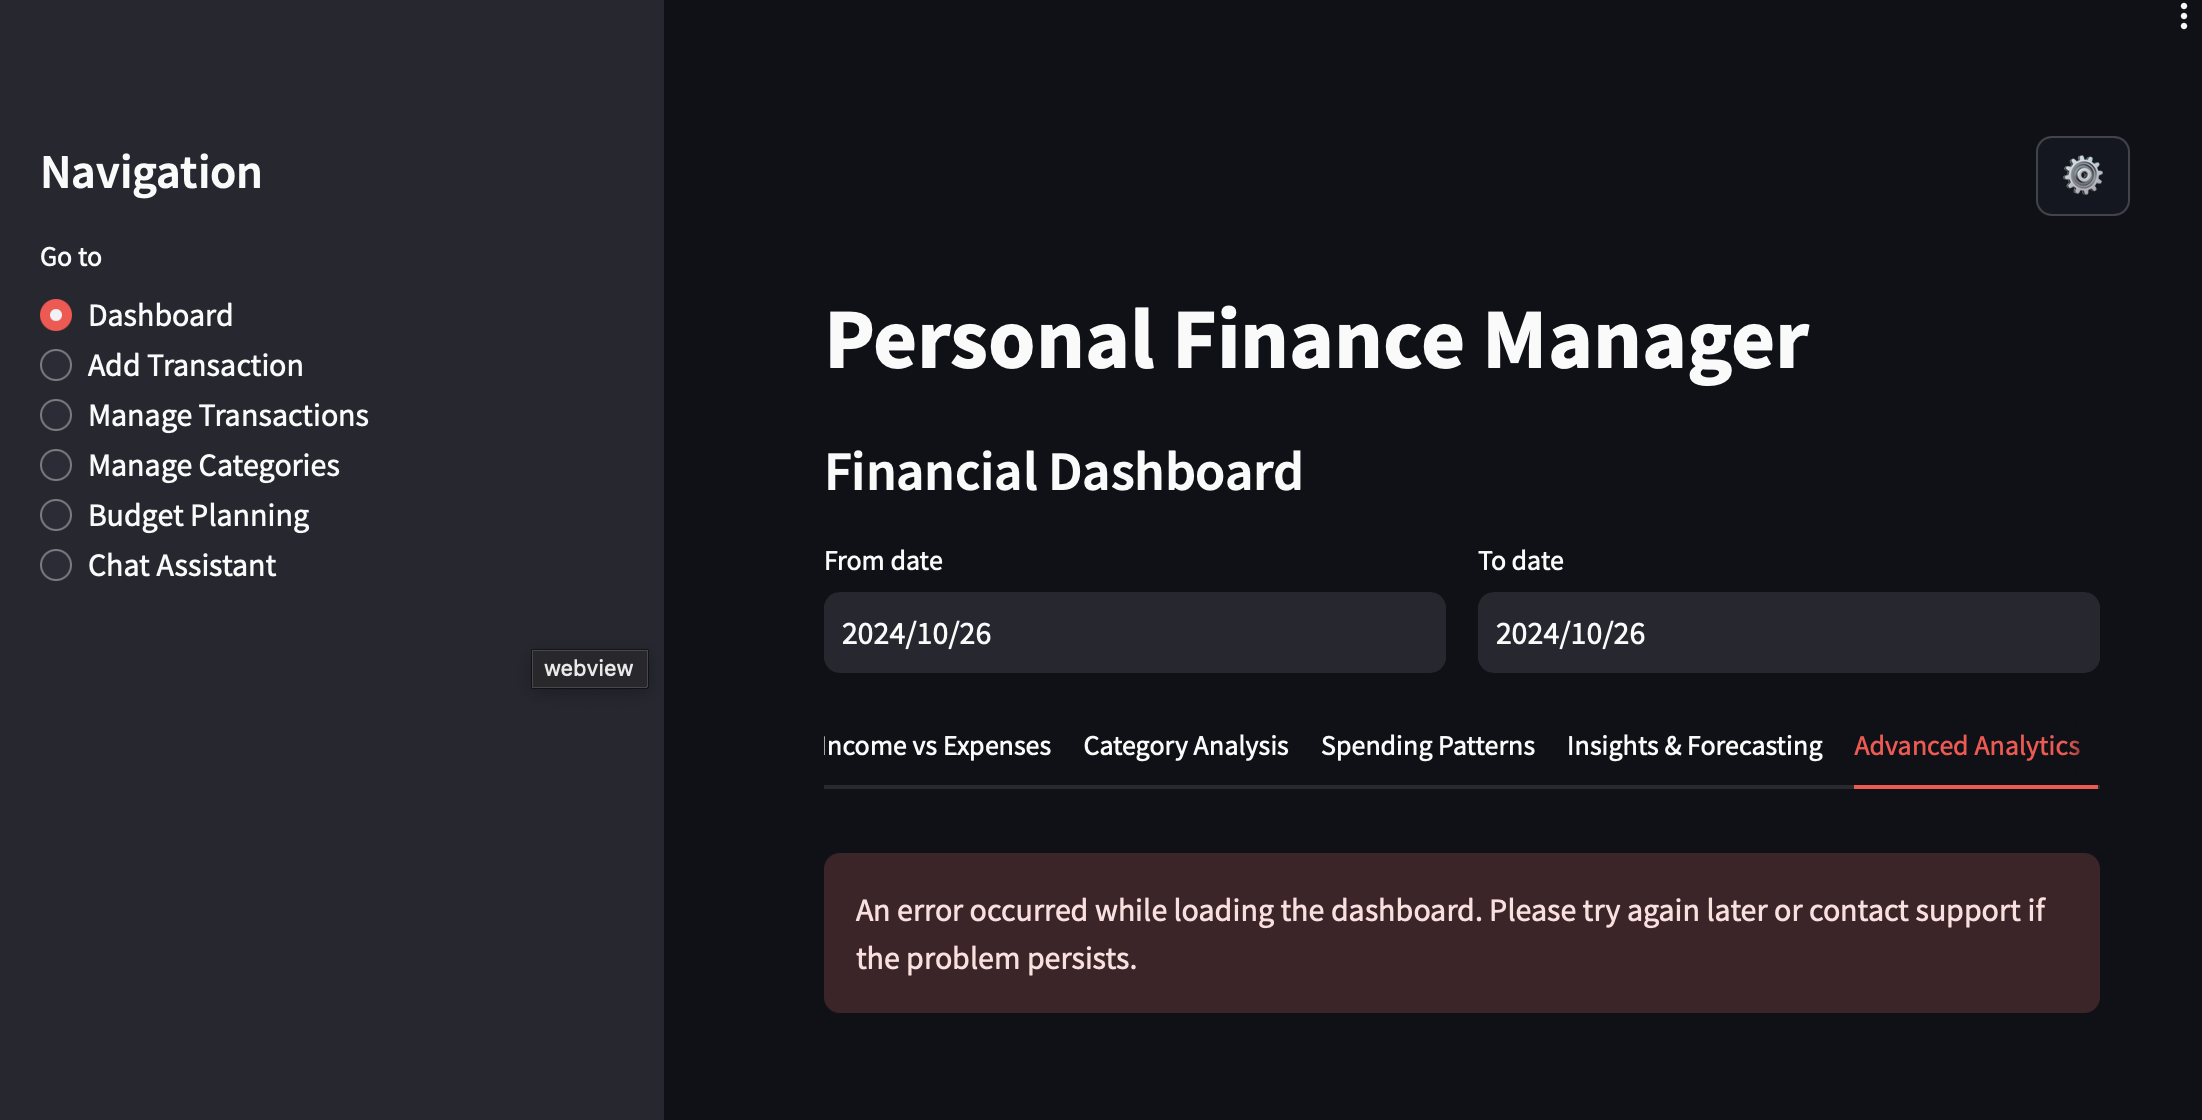 Navigation
Go to
Dashboard
Add Transaction
Manage Transactions
Manage Categories
Budget Planning
Chat Assistant
webview
Personal Finance Manager
Financial Dashboard
From date
To date
2024/10/26
2024/10/26
Income vs Expenses
Category Analysis
Spending Patterns
Insights & Forecasting
Advanced Analytics
An error occurred while loading the dashboard. Please try again later or contact support if
the problem persists.